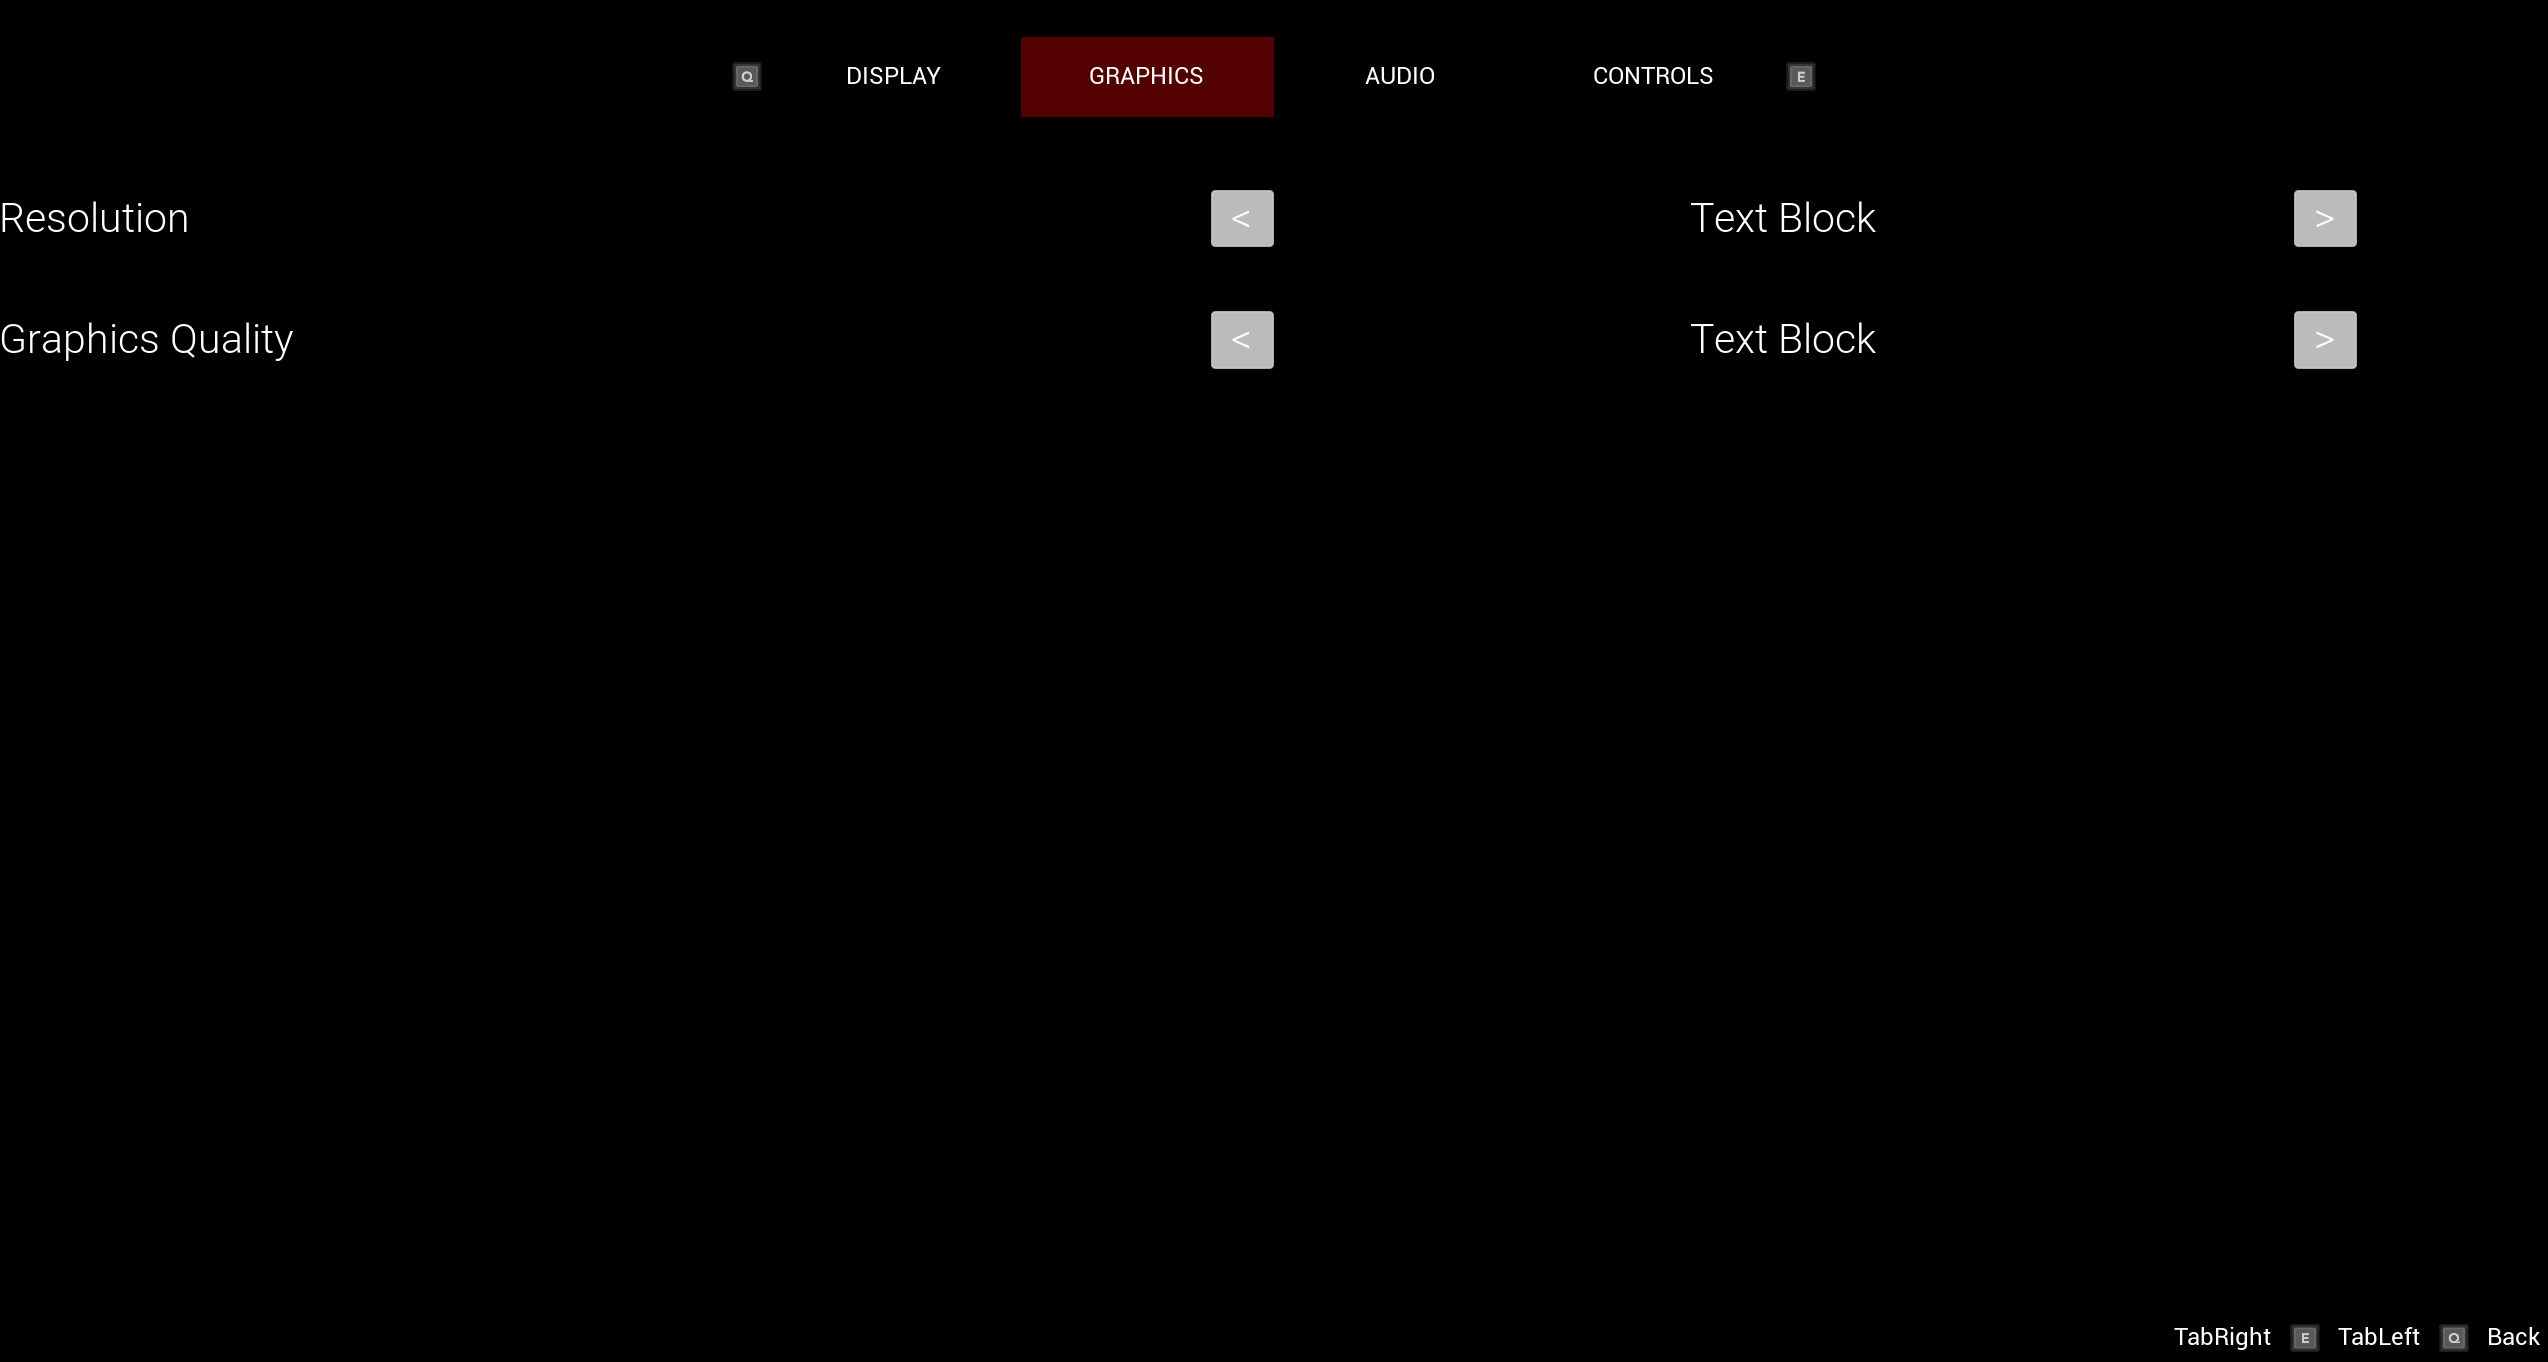 Q DISPLAY GRAPHICS AUDIO CONTROLS E
Resolution < Text Block >
Graphics Quality < Text Block >
TabRight E TabLeft Q Back